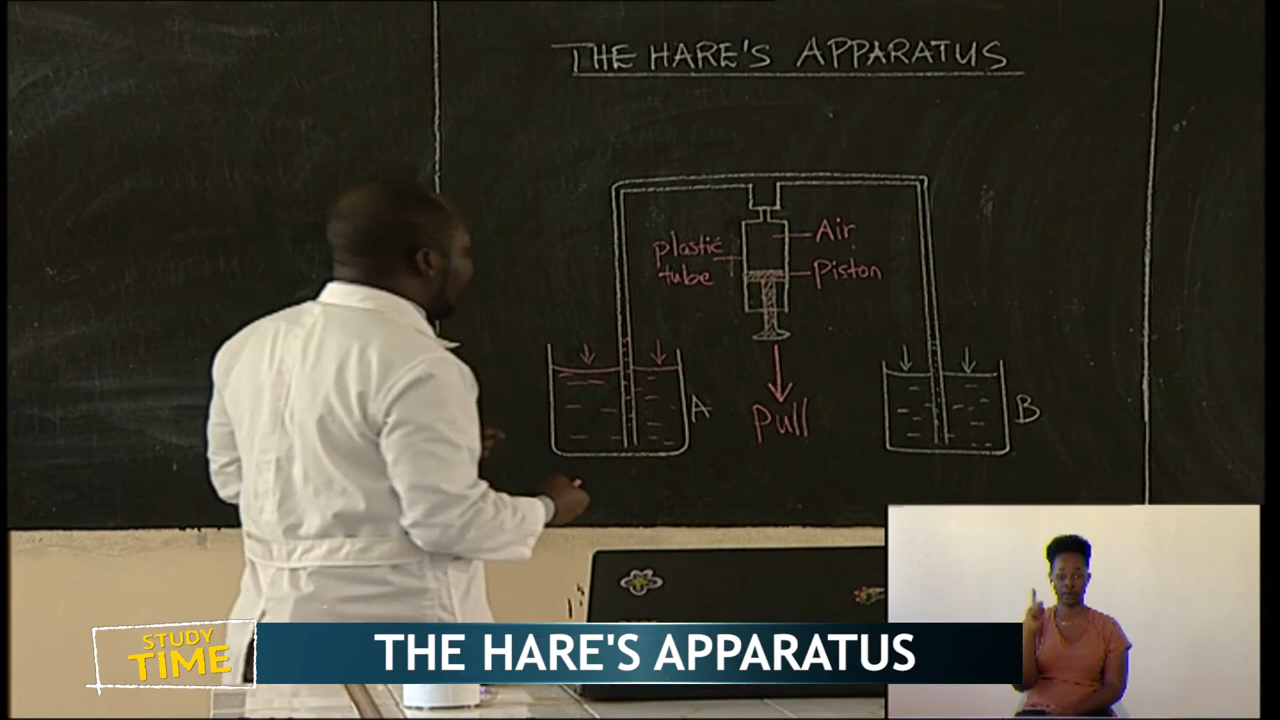 THE HARE'S APPARATUS
plastic
tube
Air
Piston
A
Pull
B
STUDY
TIME
THE HARE'S APPARATUS